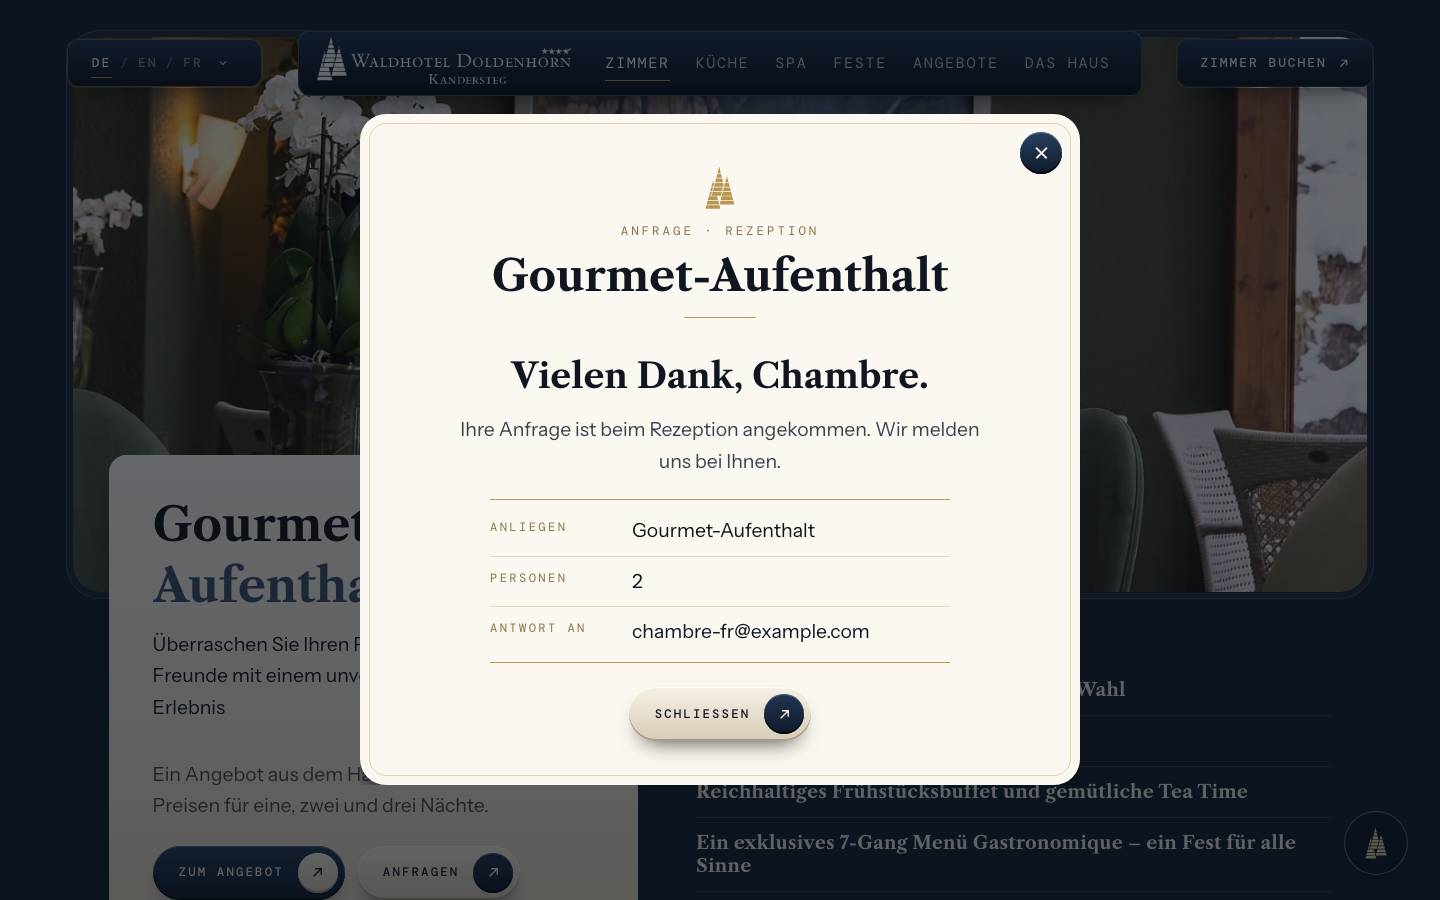 DE / EN / FR
WALDHOTEL DOLDENHORN
KANDERSTEG
ZIMMER
KÜCHE
SPA
FESTE
ANGEBOTE
DAS HAUS
ZIMMER BUCHEN
ANFRAGE · REZEPTION
Gourmet-Aufenthalt
Vielen Dank, Chambre.
Ihre Anfrage ist beim Rezeption angekommen. Wir melden
uns bei Ihnen.
ANLIEGEN Gourmet-Aufenthalt
PERSONEN 2
ANTWORT AN chambre-fr@example.com
SCHLIESSEN
Gourmet
Aufentha
Überraschen Sie Ihren
Freunde mit einem
Erlebnis
Ein Angebot aus dem
Preisen für eine, zwei und drei Nächte.
ZUM ANGEBOT
ANFRAGEN
Wahl
Reichhaltiges Frühstücksbuffet und gemütliche Tea Time
Ein exklusives 7-Gang Menü Gastronomique – ein Fest für alle
Sinne